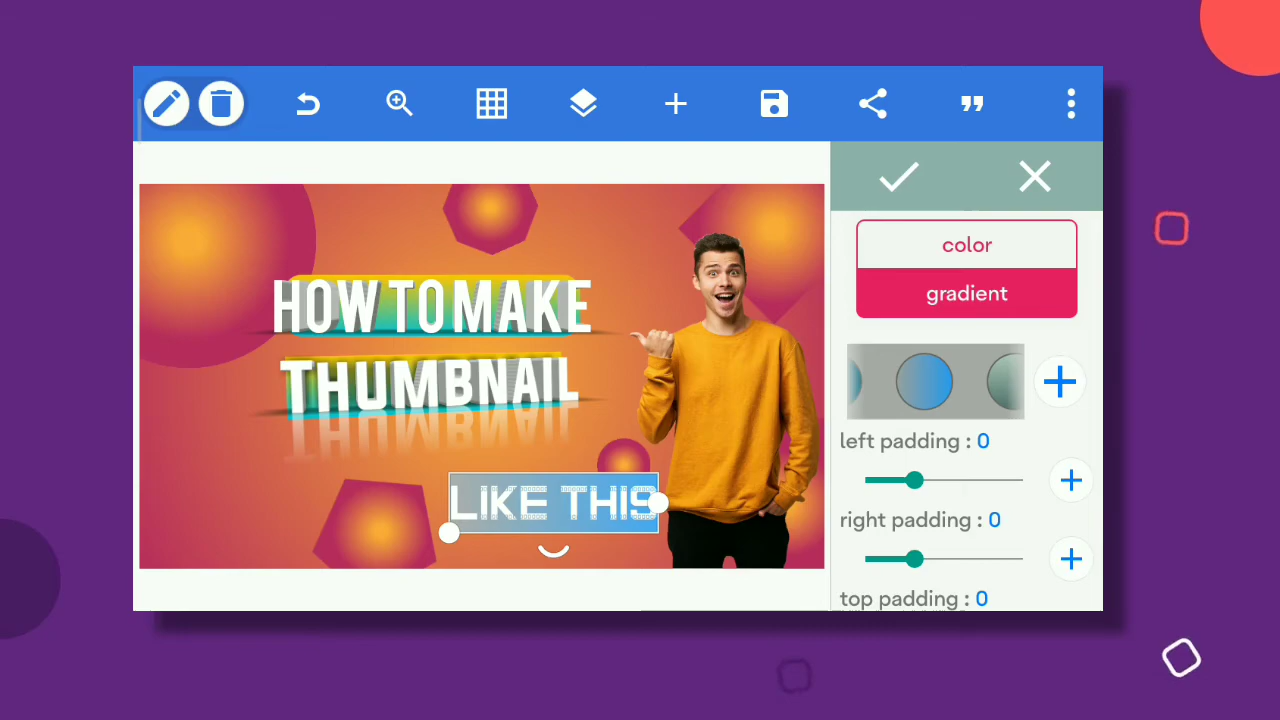 color
gradient
HOW TO MAKE
THUMBNAIL
LIKE THIS
left padding : 0
right padding : 0
top padding : 0